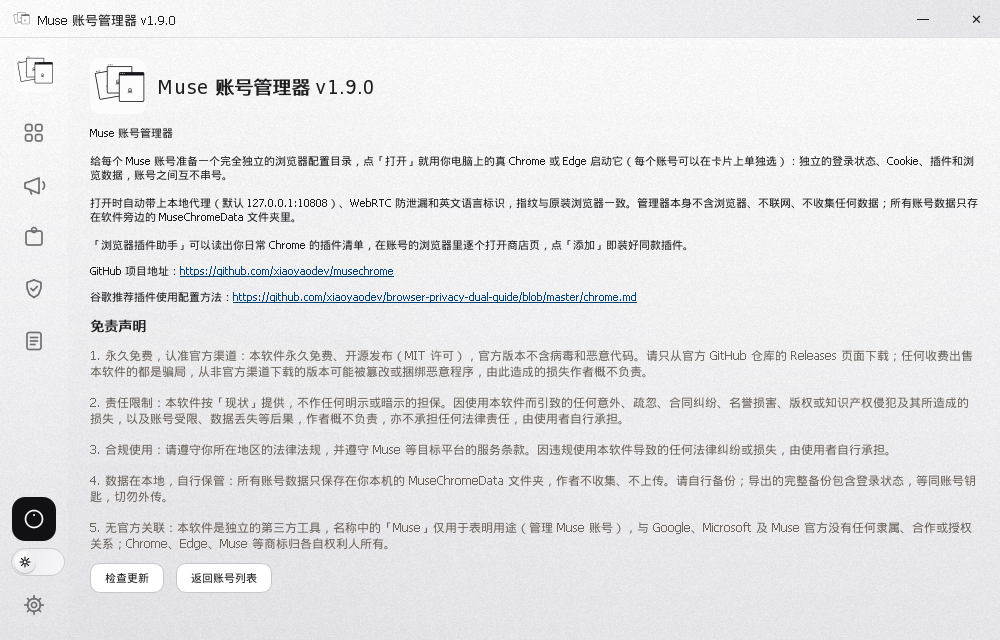 Muse 账号管理器 v1.9.0
Muse 账号管理器 v1.9.0
Muse 账号管理器
给每个 Muse 账号准备一个完全独立的浏览器配置目录，点「打开」就用你电脑上的真 Chrome 或 Edge 启动它（每个账号可以在卡片上单独选）：独立的登录状态、Cookie、插件和浏
览数据，账号之间互不串号。
打开时自动带上本地代理（默认 127.0.0.1:10808）、WebRTC 防泄漏和英文语言标识，指纹与原装浏览器一致。管理器本身不含浏览器、不联网、不收集任何数据；所有账号数据只存
在软件旁边的 MuseChromeData 文件夹里。
「浏览器插件助手」可以读出你日常 Chrome 的插件清单，在账号的浏览器里逐个打开商店页，点「添加」即装好同款插件。
GitHub 项目地址：https://github.com/xiaoyaodev/musechrome
谷歌推荐插件使用配置方法：https://github.com/xiaoyaodev/browser-privacy-dual-guide/blob/master/chrome.md
免责声明
1. 永久免费，认准官方渠道：本软件永久免费、开源发布（MIT 许可），官方版本不含病毒和恶意代码。请只从官方 GitHub 仓库的 Releases 页面下载；任何收费出售
本软件的都是骗局，从非官方渠道下载的版本可能被篡改或捆绑恶意程序，由此造成的损失作者概不负责。
2. 责任限制：本软件按「现状」提供，不作任何明示或暗示的担保。因使用本软件而引致的任何意外、疏忽、合同纠纷、名誉损害、版权或知识产权侵犯及其所造成的
损失，以及账号受限、数据丢失等后果，作者概不负责，亦不承担任何法律责任，由使用者自行承担。
3. 合规使用：请遵守你所在地区的法律法规，并遵守 Muse 等目标平台的服务条款。因违规使用本软件导致的任何法律纠纷或损失，由使用者自行承担。
4. 数据在本地，自行保管：所有账号数据只保存在你本机的 MuseChromeData 文件夹，作者不收集、不上传。请自行备份；导出的完整备份包含登录状态，等同账号钥
匙，切勿外传。
5. 无官方关联：本软件是独立的第三方工具，名称中的「Muse」仅用于表明用途（管理 Muse 账号），与 Google、Microsoft 及 Muse 官方没有任何隶属、合作或授权
关系；Chrome、Edge、Muse 等商标归各自权利人所有。
检查更新
返回账号列表